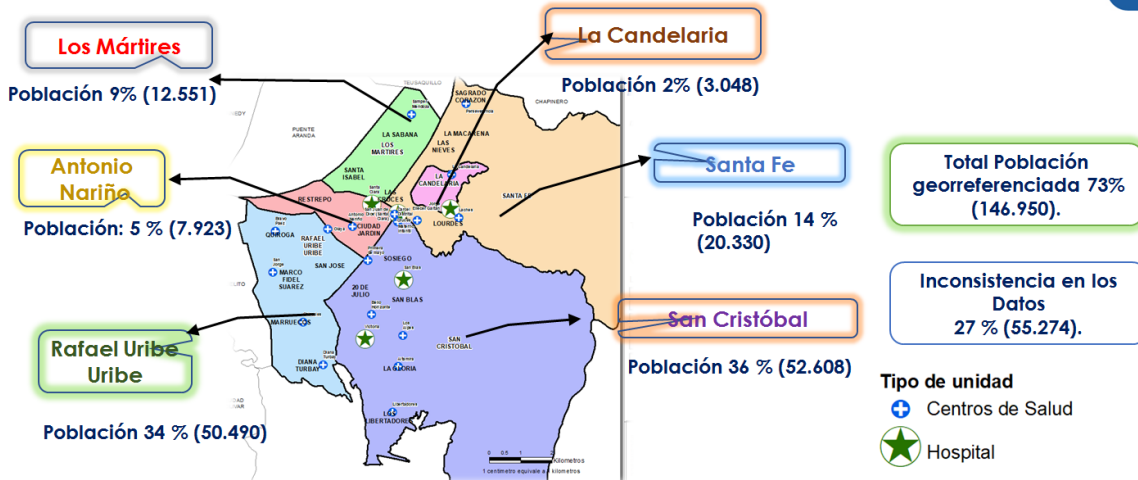 Los Mártires
Población 9% (12.551)
La Candelaria
Población 2% (3.048)
Antonio
Nariño
Población: 5 % (7.923)
Santa Fe
Población 14 %
(20.330)
Total Población
georreferenciada 73%
(146.950).
Inconsistencia en los
Datos
27 % (55.274).
San Cristóbal
Población 36 % (52.608)
Rafael Uribe
Uribe
Población 34 % (50.490)
Tipo de unidad
Centros de Salud
Hospital
TEUSAQUILLO
CHAPINERO
PUENTE
ARANDA
SAGRADO
CORAZON
LA MACARENA
LAS
NIEVES
LA SABANA
LOS
MARTIRES
SANTA
ISABEL
LA
CANDELARIA
SANTA FE
LAS
CRUCES
LOURDES
RESTREPO
CIUDAD
JARDIN
QUIROGA
RAFAEL
URIBE
URIBE
SAN JOSE
MARCO
FIDEL
SUAREZ
MARRUECOS
DIANA
TURBAY
SOSIEGO
20 DE
JULIO
SAN BLAS
SAN
CRISTOBAL
LA GLORIA
LOS
LIBERTADORES
Kilometros
1 centimetro equivale a
kilometros